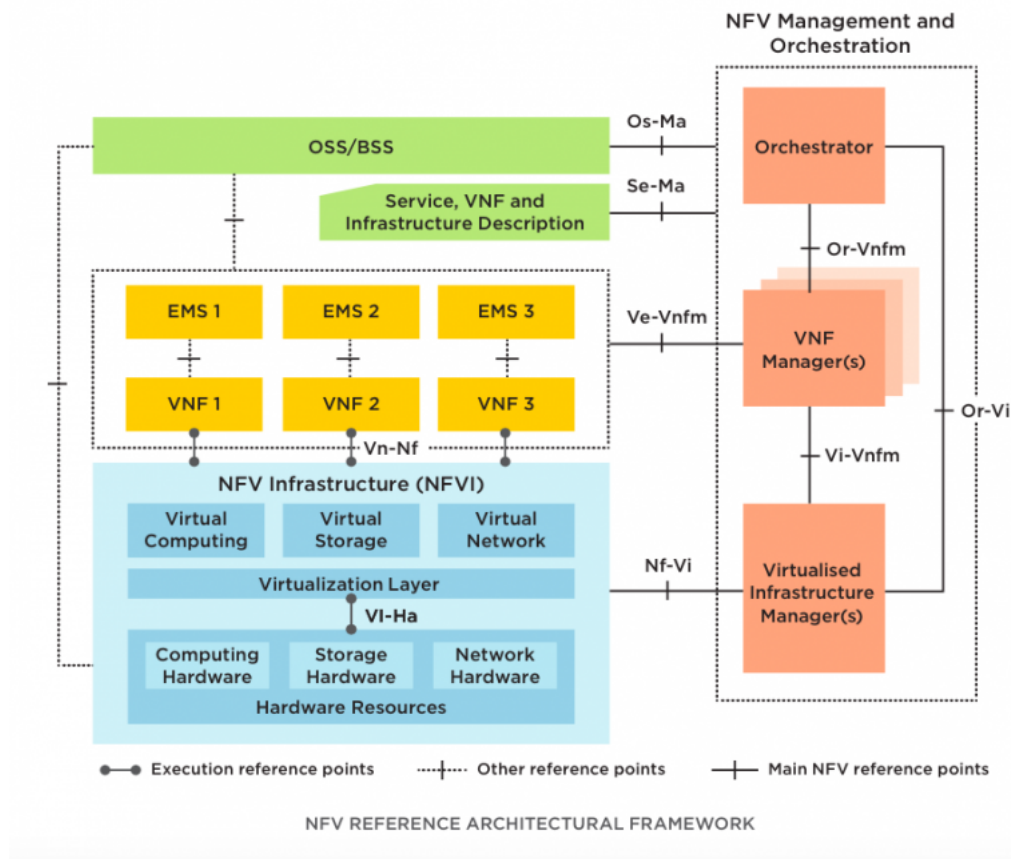 NFV Management and
Orchestration
Os-Ma
OSS/BSS
Orchestrator
Se-Ma
Service, VNF and
Infrastructure Description
Or-Vnfm
EMS 1
EMS 2
EMS 3
Ve-Vnfm
VNF
Manager(s)
VNF 1
VNF 2
VNF 3
Or-Vi
Vn-Nf
Vi-Vnfm
NFV Infrastructure (NFVI)
Virtual
Computing
Virtual
Storage
Virtual
Network
Nf-Vi
Virtualised
Infrastructure
Manager(s)
Virtualization Layer
VI-Ha
Computing
Hardware
Storage
Hardware
Network
Hardware
Hardware Resources
Execution reference points
Other reference points
Main NFV reference points
NFV REFERENCE ARCHITECTURAL FRAMEWORK